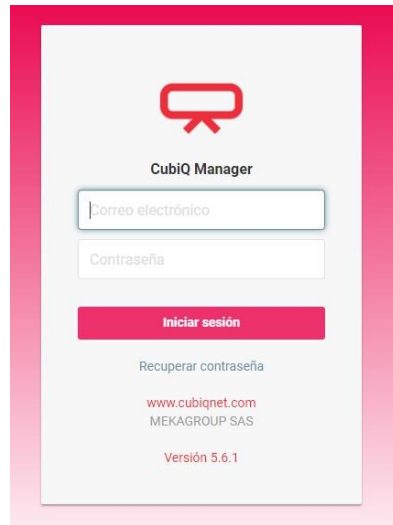 CubiQ Manager
Correo electrónico
Contraseña
Iniciar sesión
Recuperar contraseña
www.cubiqnet.com
MEKAGROUP SAS
Versión 5.6.1